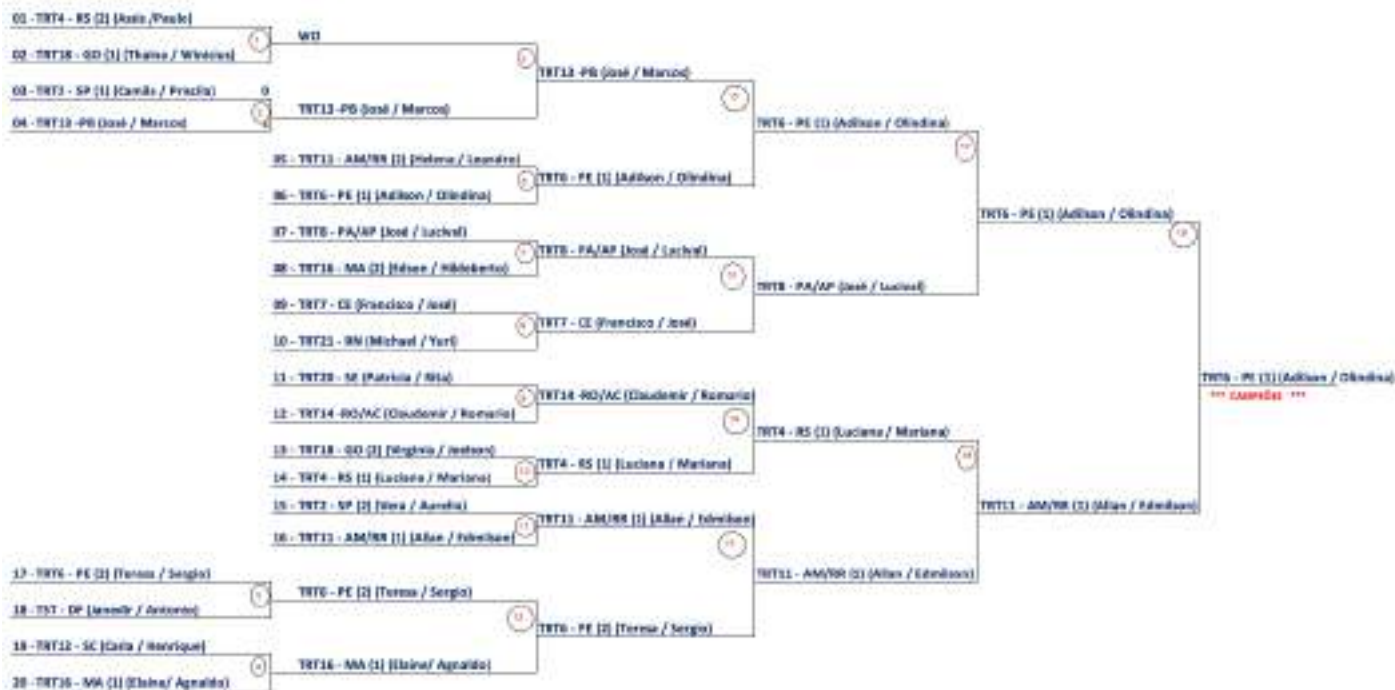 01 - TRT4 - RS (2) (Assis /Paulo)
02 - TRT18 - GO (1) (Thaina / Winicius)
WO
03 - TRT2 - SP (1) (Camila / Priscila) 0
04 - TRT13 -PB (José / Marcos)
TRT13 -PB (José / Marcos)
TRT13 -PB (José / Marcos)
05 - TRT11 - AM/RR (2) (Helena / Leandro)
06 - TRT6 - PE (1) (Adilson / Olindina)
TRT6 - PE (1) (Adilson / Olindina)
TRT6 - PE (1) (Adilson / Olindina)
07 - TRT8 - PA/AP (José / Lucival)
08 - TRT16 - MA (2) (Edson / Hildeberto)
TRT8 - PA/AP (José / Lucival)
09 - TRT7 - CE (Francisco / José)
10 - TRT21 - RN (Michael / Yuri)
TRT7 - CE (Francisco / José)
TRT8 - PA/AP (José / Lucival)
TRT6 - PE (1) (Adilson / Olindina)
11 - TRT20 - SE (Patricia / Rita)
12 - TRT14 -RO/AC (Claudemir / Romario)
TRT14 -RO/AC (Claudemir / Romario)
13 - TRT18 - GO (2) (Virginia / Joelson)
14 - TRT4 - RS (1) (Luciana / Mariana)
TRT4 - RS (1) (Luciana / Mariana)
TRT4 - RS (1) (Luciana / Mariana)
15 - TRT2 - SP (2) (Vera / Aurelio)
16 - TRT11 - AM/RR (1) (Allan / Edmilson)
TRT11 - AM/RR (1) (Allan / Edmilson)
17 - TRT6 - PE (2) (Teresa / Sergio)
18 - TST - DF (/ Antonio)
TRT6 - PE (2) (Teresa / Sergio)
19 - TRT12 - SC (Carla / Henrique)
20 - TRT16 - MA (1) (Elaine/ Agnaldo)
TRT16 - MA (1) (Elaine/ Agnaldo)
TRT6 - PE (2) (Teresa / Sergio)
TRT11 - AM/RR (1) (Allan / Edmilson)
TRT11 - AM/RR (1) (Allan / Edmilson)
TRT6 - PE (1) (Adilson / Olindina)
*** CAMPEÕES ***